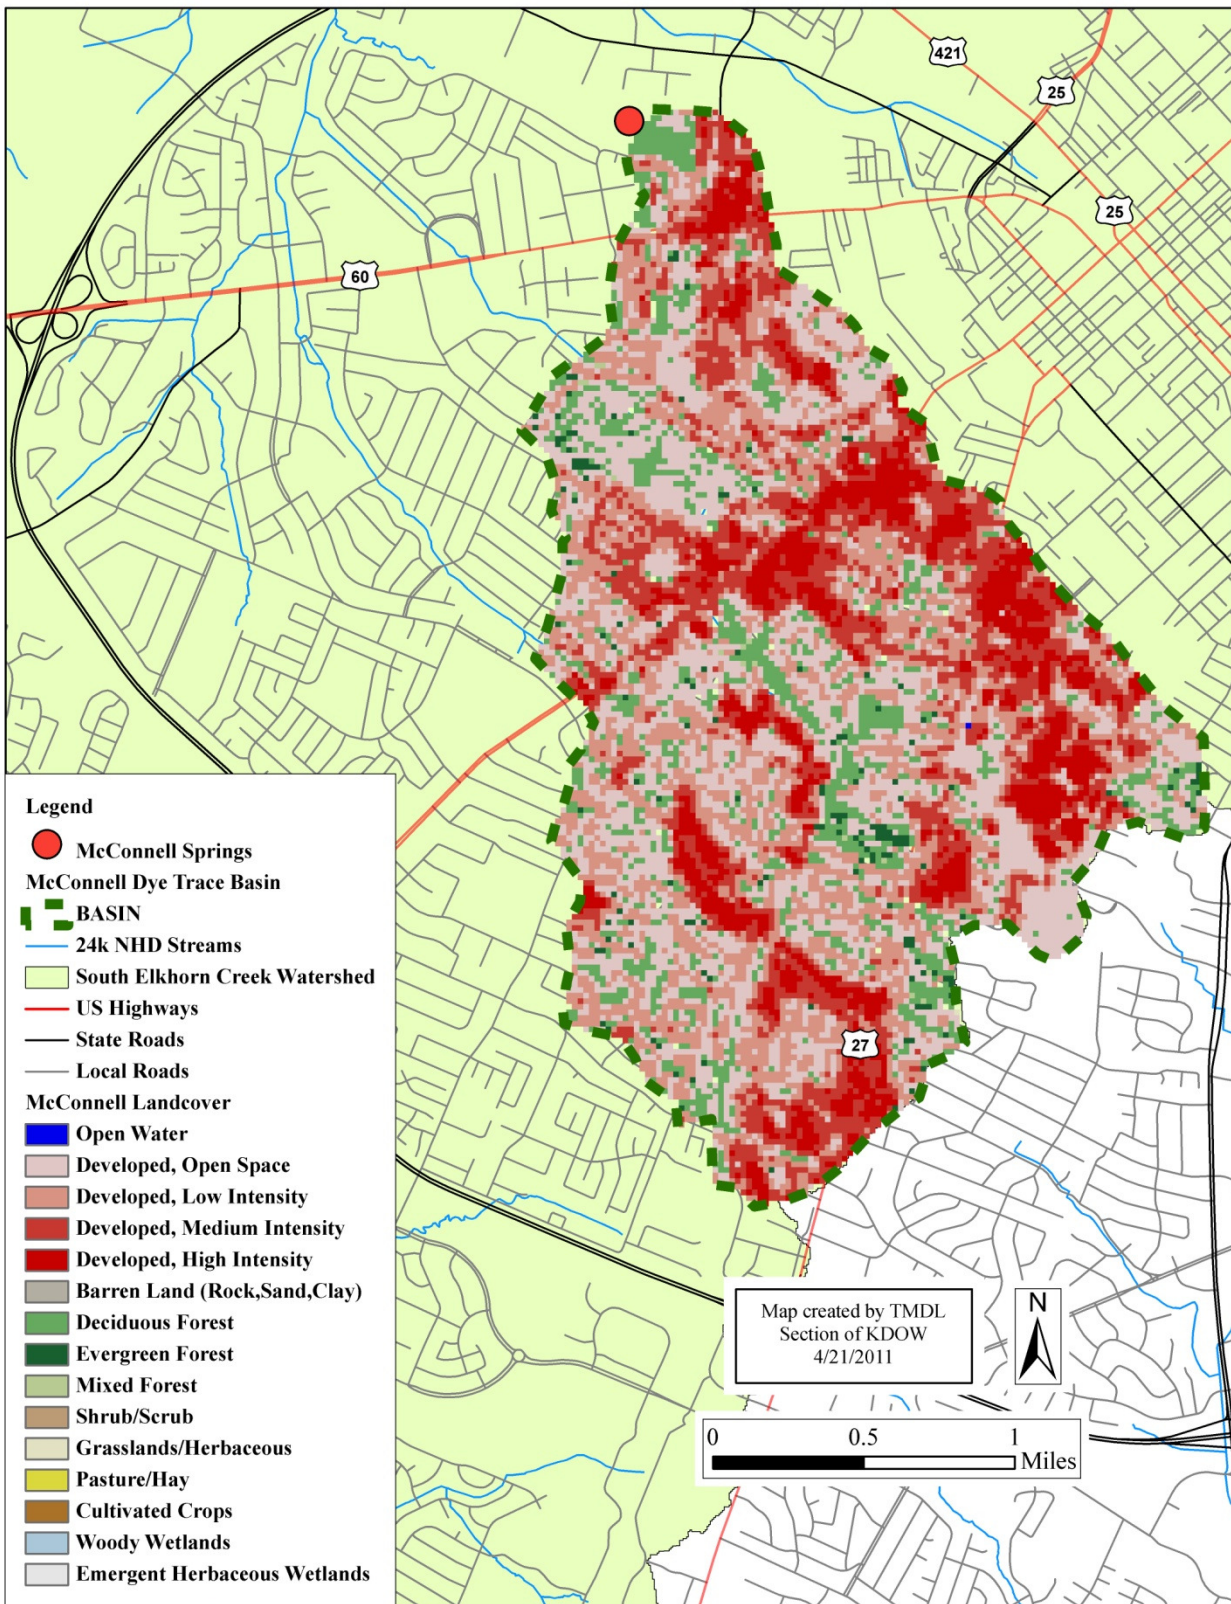 421
25
25
60
27
Legend
McConnell Springs
McConnell Dye Trace Basin
BASIN
24k NHD Streams
South Elkhorn Creek Watershed
US Highways
State Roads
Local Roads
McConnell Landcover
Open Water
Developed, Open Space
Developed, Low Intensity
Developed, Medium Intensity
Developed, High Intensity
Barren Land (Rock,Sand,Clay)
Deciduous Forest
Evergreen Forest
Mixed Forest
Shrub/Scrub
Grasslands/Herbaceous
Pasture/Hay
Cultivated Crops
Woody Wetlands
Emergent Herbaceous Wetlands
Map created by TMDL
Section of KDOW
4/21/2011
N
0 0.5 1
Miles